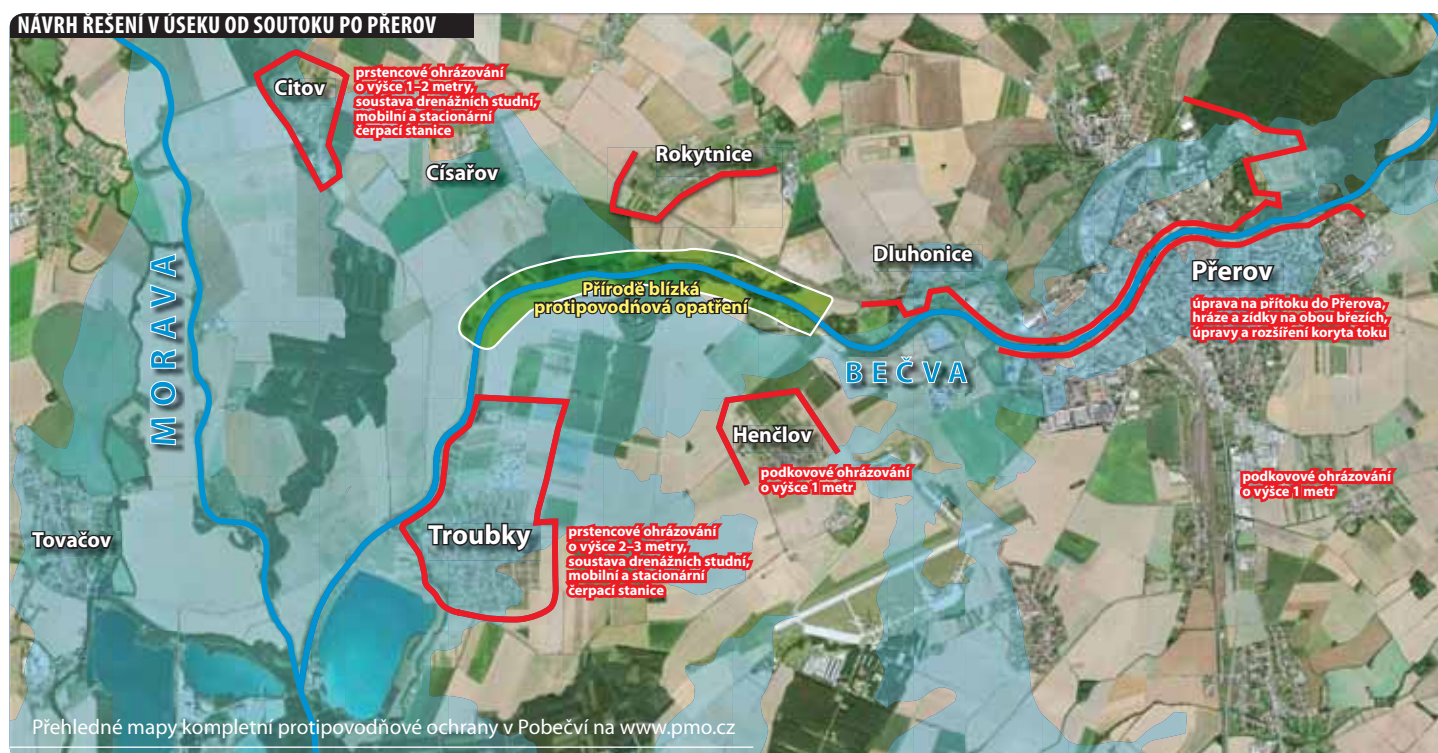 NÁVRH ŘEŠENÍ V ÚSEKU OD SOUTOKU PO PŘEROV
Citov
prstencové ohrázování
o výšce 1–2 metry,
soustava drenážních studní,
mobilní a stacionární
čerpací stanice
Císařov
Rokytnice
MORAVA
Přírodě blízká
protipovodňová opatření
Dluhonice
Přerov
úprava na přítoku do Přerova,
hráze a zídky na obou březích,
úpravy a rozšíření koryta toku
BEČVA
Henčlov
podkovové ohrázování
o výšce 1 metr
podkovové ohrázování
o výšce 1 metr
Tovačov
Troubky
prstencové ohrázování
o výšce 2–3 metry,
soustava drenážních studní,
mobilní a stacionární
čerpací stanice
Přehledné mapy kompletní protipovodňové ochrany v Pobečví na www.pmo.cz